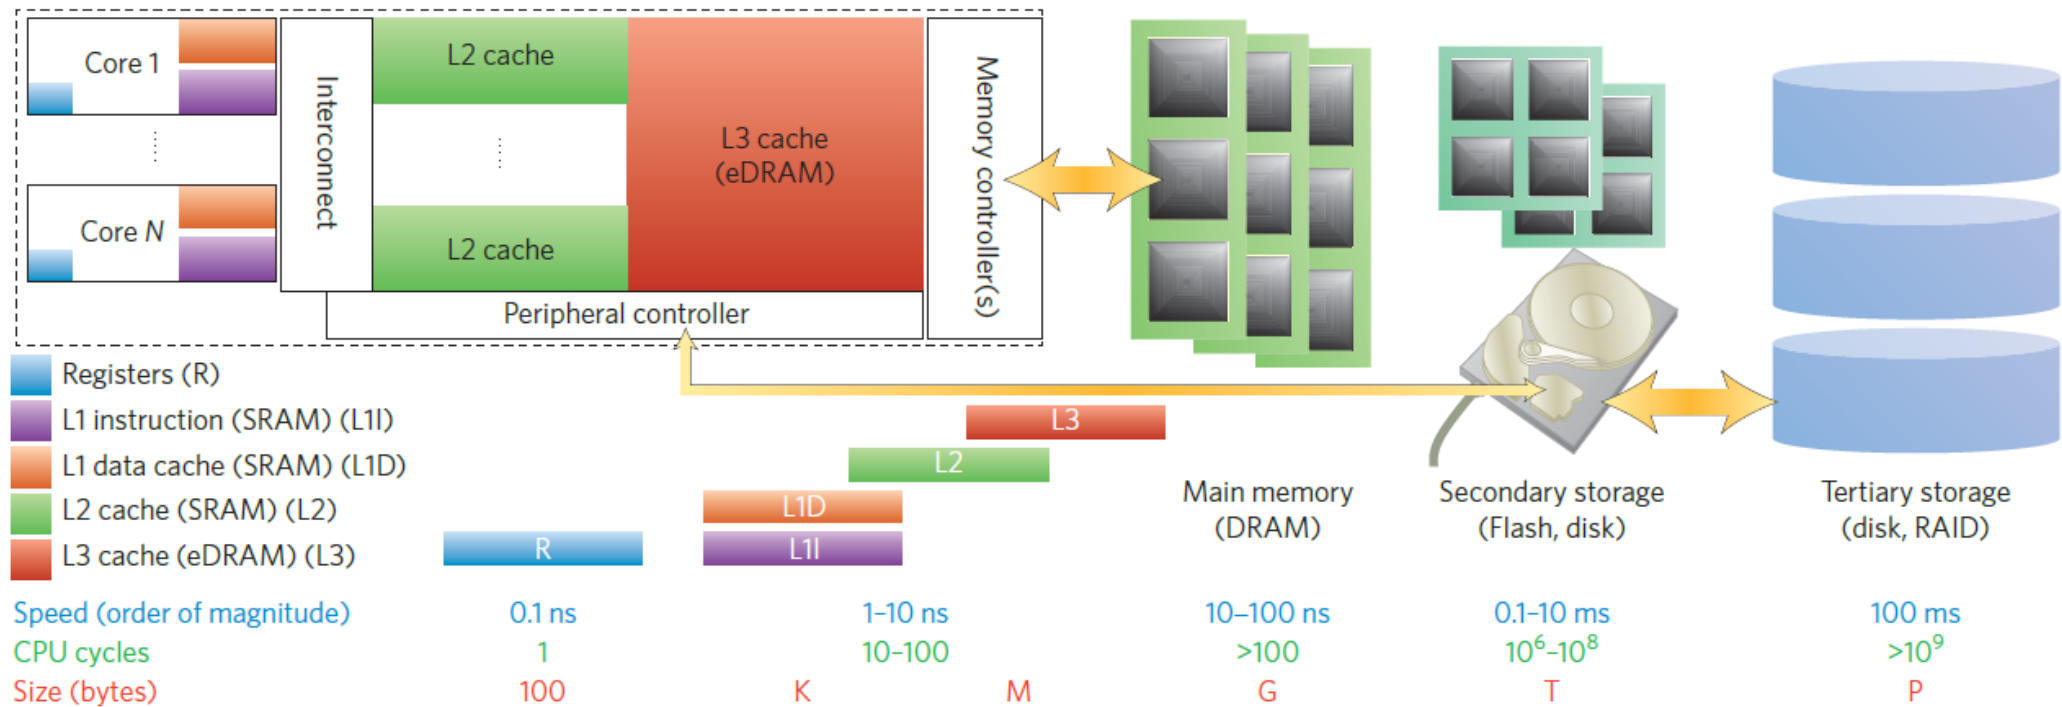 Core 1
Core N
Interconnect
L2 cache
L2 cache
L3 cache
(eDRAM)
Memory controller(s)
Peripheral controller
Registers (R)
L1 instruction (SRAM) (L1I)
L1 data cache (SRAM) (L1D)
L2 cache (SRAM) (L2)
L3 cache (eDRAM) (L3)
L3
L2
L1D
R
L1I
Main memory
(DRAM)
Secondary storage
(Flash, disk)
Tertiary storage
(disk, RAID)
Speed (order of magnitude) 0.1 ns 1–10 ns 10–100 ns 0.1–10 ms 100 ms
CPU cycles 1 10–100 >100 10⁶–10⁸ >10⁹
Size (bytes) 100 K M G T P